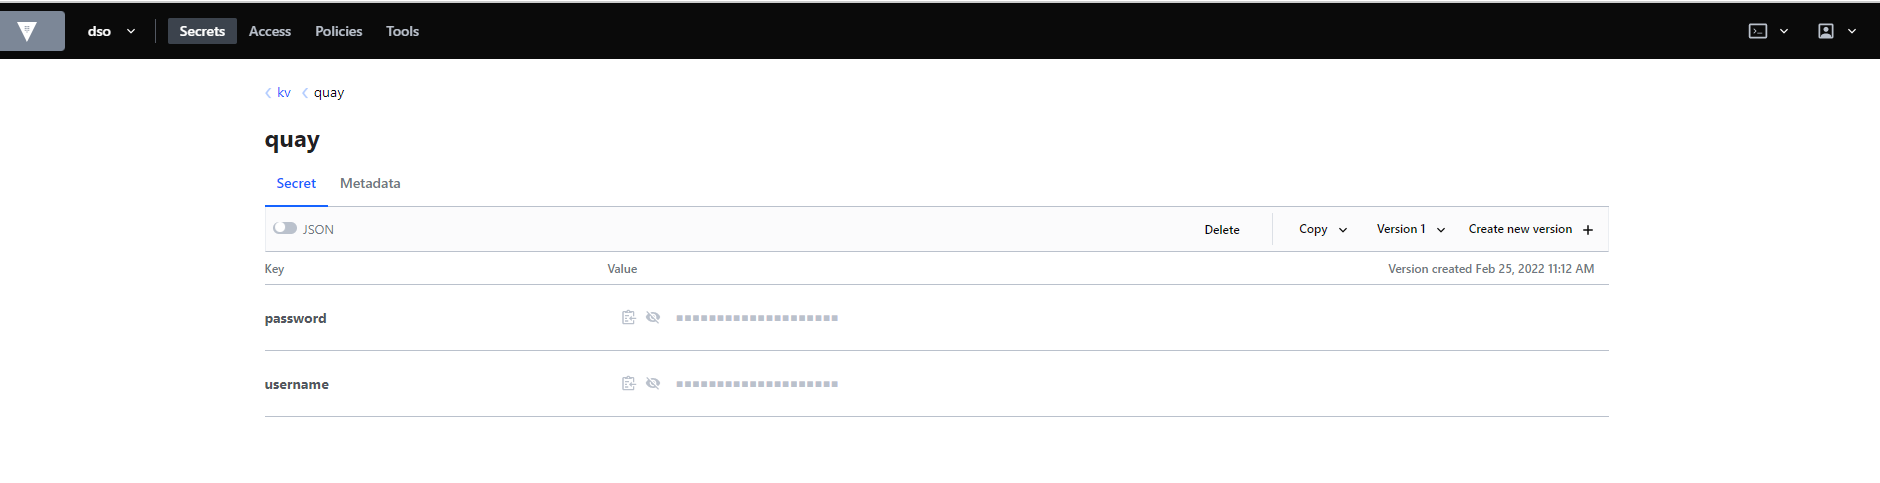 dso Secrets Access Policies Tools
kv quay
quay
Secret Metadata
JSON Delete Copy Version 1 Create new version
Key Value Version created Feb 25, 2022 11:12 AM
password
username